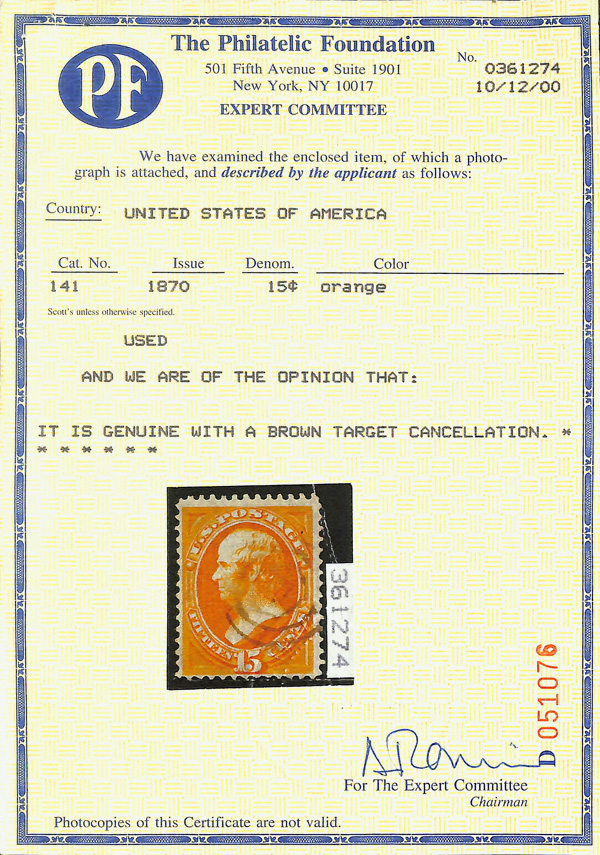 PF
The Philatelic Foundation
501 Fifth Avenue • Suite 1901
New York, NY 10017
EXPERT COMMITTEE
No. 0361274
10/12/00
We have examined the enclosed item, of which a photo-
graph is attached, and described by the applicant as follows:
Country: UNITED STATES OF AMERICA
Cat. No. Issue Denom. Color
141 1870 15¢ orange
Scott's unless otherwise specified.
USED
AND WE ARE OF THE OPINION THAT:
IT IS GENUINE WITH A BROWN TARGET CANCELLATION. *
* * * * * *
U.S. POSTAGE
FIFTEEN 15 CENTS
361274
D 051076
For The Expert Committee
Chairman
Photocopies of this Certificate are not valid.